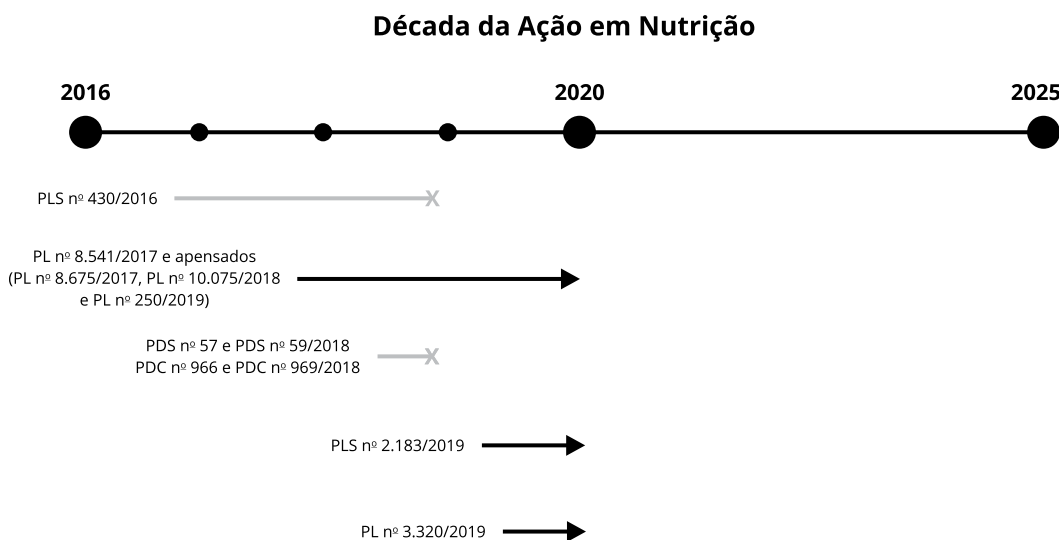 Década da Ação em Nutrição
2016 2020 2025
PLS nº 430/2016 X
PL nº 8.541/2017 e apensados
(PL nº 8.675/2017, PL nº 10.075/2018
e PL nº 250/2019)
PDS nº 57 e PDS nº 59/2018
X
PDC nº 966 e PDC nº 969/2018
PLS nº 2.183/2019
PL nº 3.320/2019